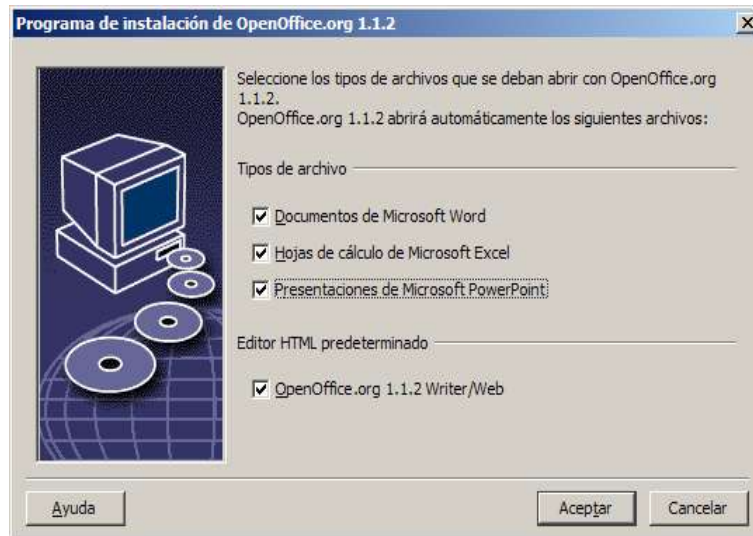 Programa de instalación de OpenOffice.org 1.1.2
Seleccione los tipos de archivos que se deban abrir con OpenOffice.org
1.1.2.
OpenOffice.org 1.1.2 abrirá automáticamente los siguientes archivos:
Tipos de archivo
Documentos de Microsoft Word
Hojas de cálculo de Microsoft Excel
Presentaciones de Microsoft PowerPoint
Editor HTML predeterminado
OpenOffice.org 1.1.2 Writer/Web
Ayuda
Aceptar
Cancelar